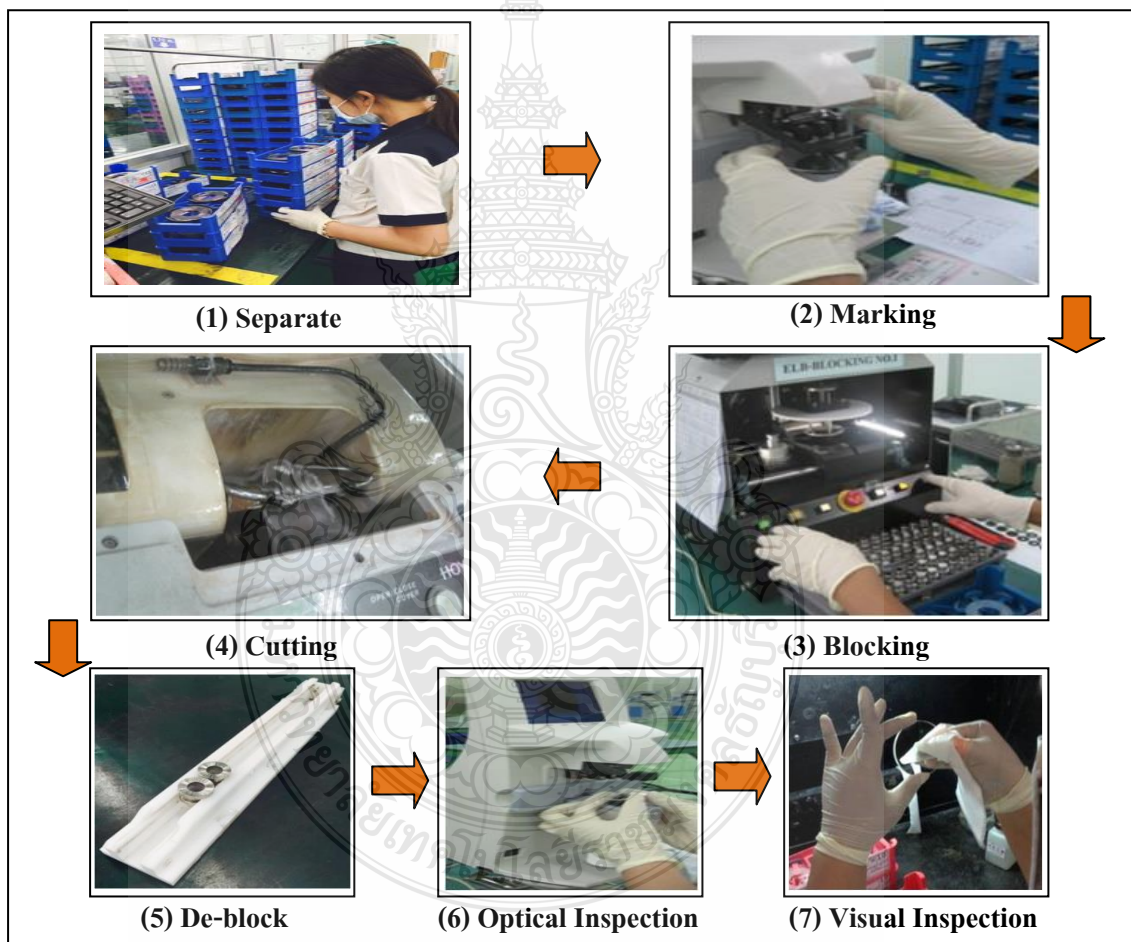 (1) Separate
(2) Marking
ELB-BLOCKING NO.1
OPEN CLOSE
COVER
(4) Cutting
(3) Blocking
(5) De-block
(6) Optical Inspection
(7) Visual Inspection